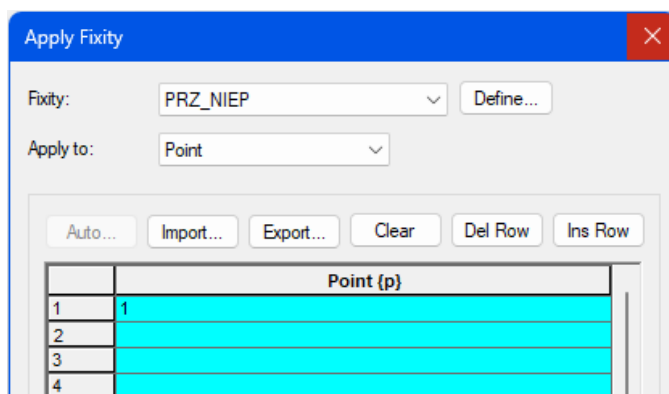 Apply Fixity
Fixity: PRZ_NIEP Define...
Apply to: Point
Auto... Import... Export... Clear Del Row Ins Row
Point {p}
1 1
2
3
4